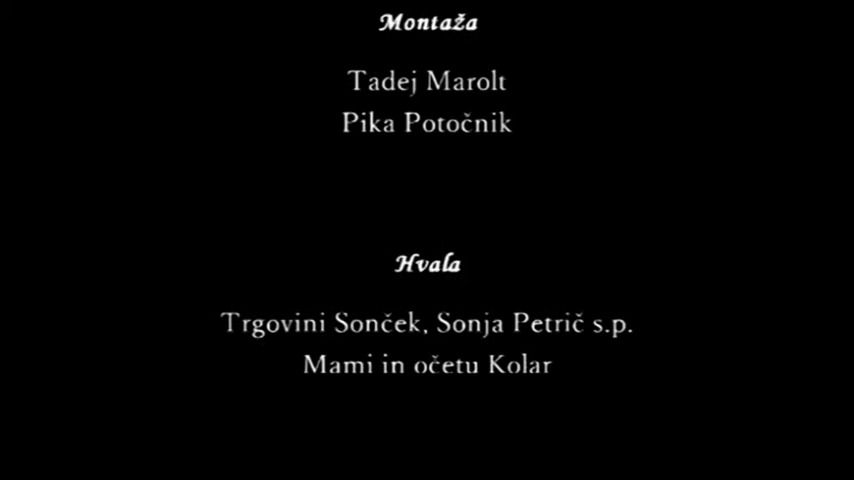 Montaža
Tadej Marolt
Pika Potočnik
Hvala
Trgovini Sonček, Sonja Petrič s.p.
Mami in očetu Kolar